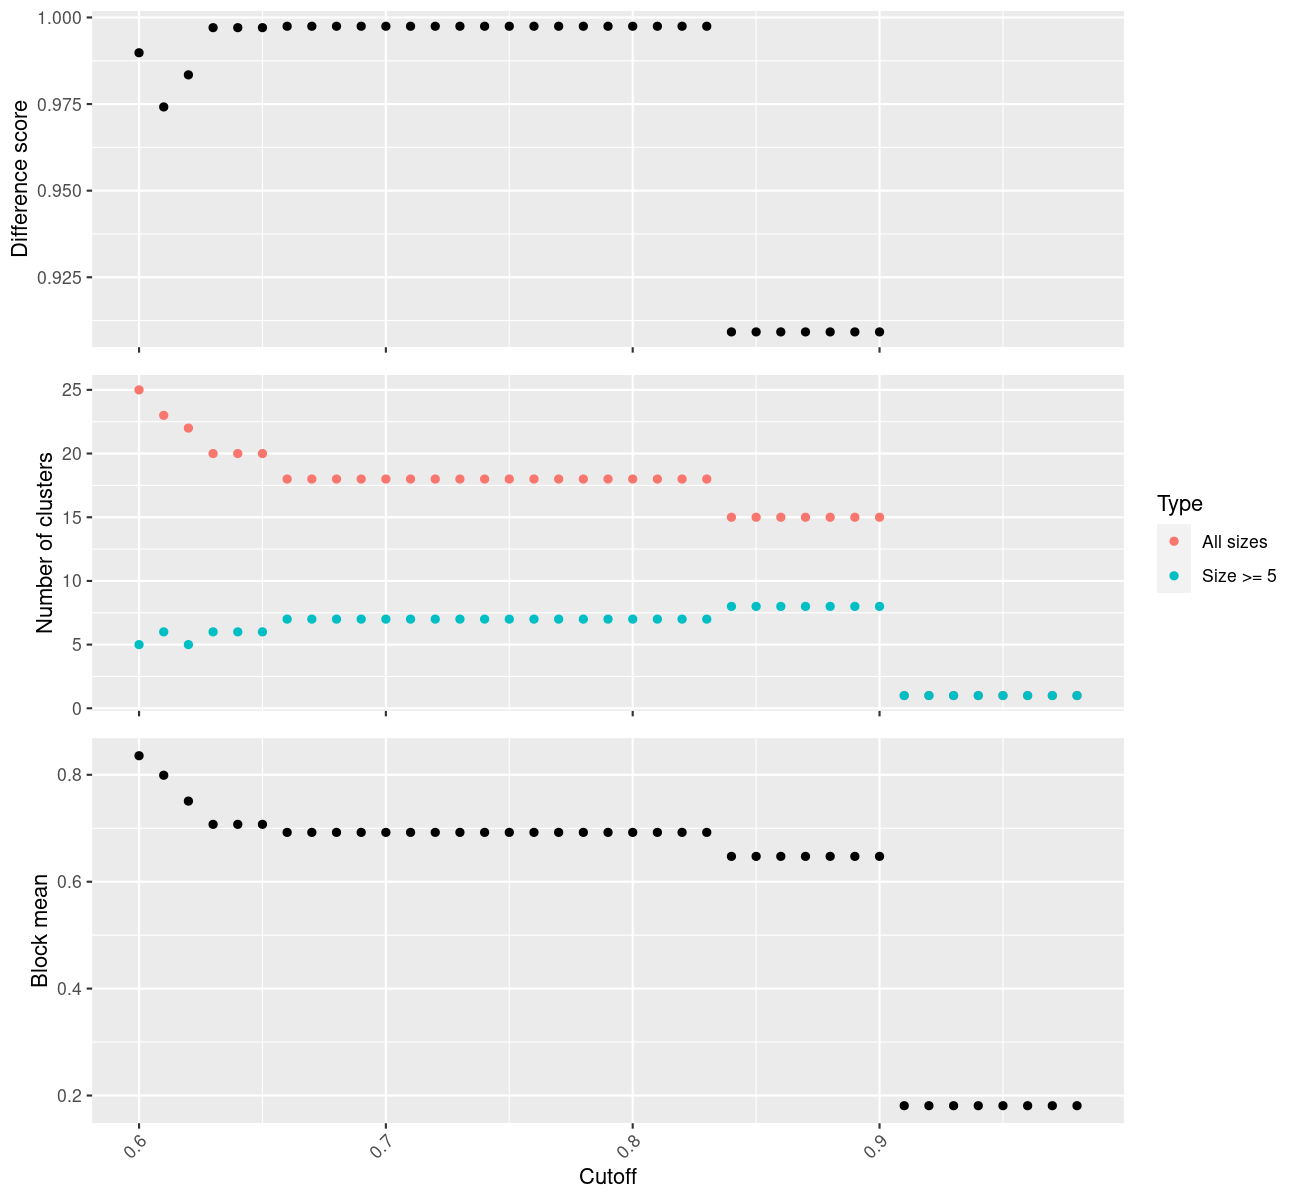 Difference score
1.000
0.975
0.950
0.925
Number of clusters
25
20
15
10
5
0
Type
All sizes
Size >= 5
Block mean
0.8
0.6
0.4
0.2
0.6 0.7 0.8 0.9
Cutoff